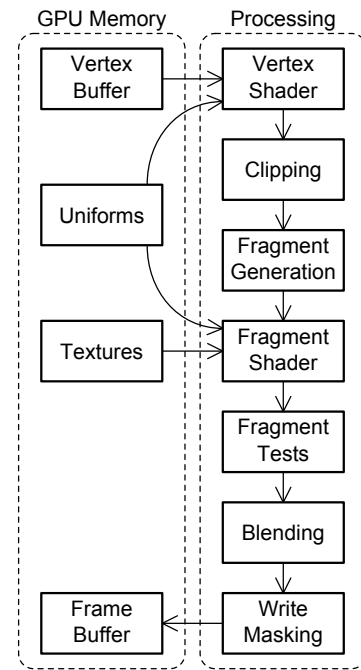 GPU Memory
Processing
Vertex
Buffer
Vertex
Shader
Clipping
Uniforms
Fragment
Generation
Textures
Fragment
Shader
Fragment
Tests
Blending
Frame
Buffer
Write
Masking